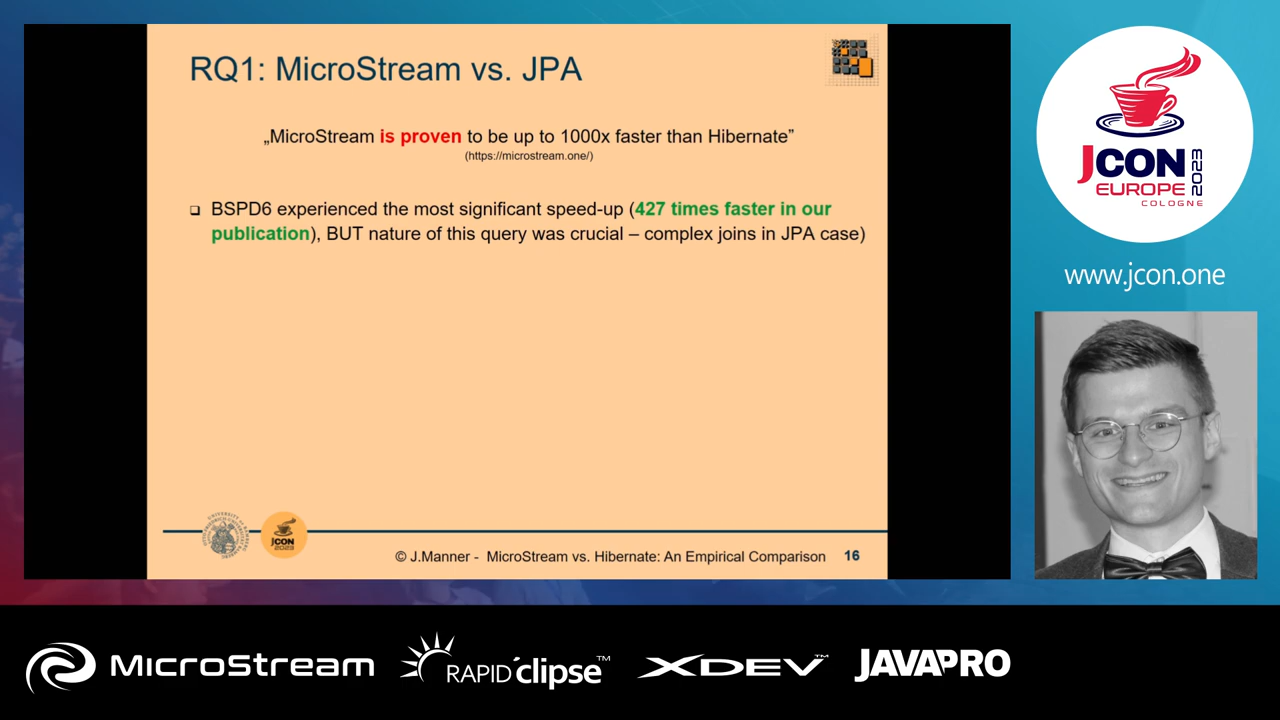 RQ1: MicroStream vs. JPA
„MicroStream is proven to be up to 1000x faster than Hibernate”
(https://microstream.one/)
❑ BSPD6 experienced the most significant speed-up (427 times faster in our
publication), BUT nature of this query was crucial – complex joins in JPA case)
JCON
2023
© J.Manner - MicroStream vs. Hibernate: An Empirical Comparison 16
JCON
EUROPE
2023
COLOGNE
www.jcon.one
MicroStream
RAPIDclipse™
XDEV™
JAVAPRO